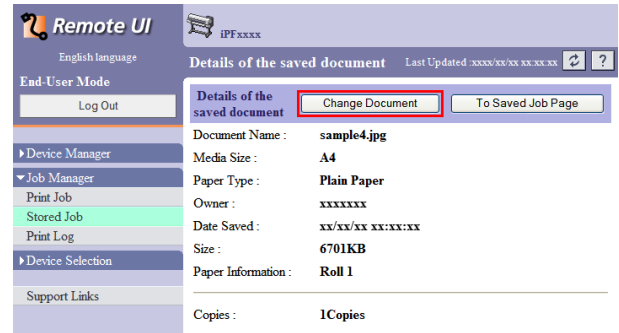 Remote UI
English language
End-User Mode
Log Out
Device Manager
Job Manager
Print Job
Stored Job
Print Log
Device Selection
Support Links
iPFxxxx
Details of the saved document
Last Updated :xxxx/xx/xx xx:xx:xx
?
Details of the
saved document
Change Document
To Saved Job Page
Document Name : sample4.jpg
Media Size : A4
Paper Type : Plain Paper
Owner : xxxxxxx
Date Saved : xx/xx/xx xx:xx:xx
Size : 6701KB
Paper Information : Roll 1
Copies : 1Copies